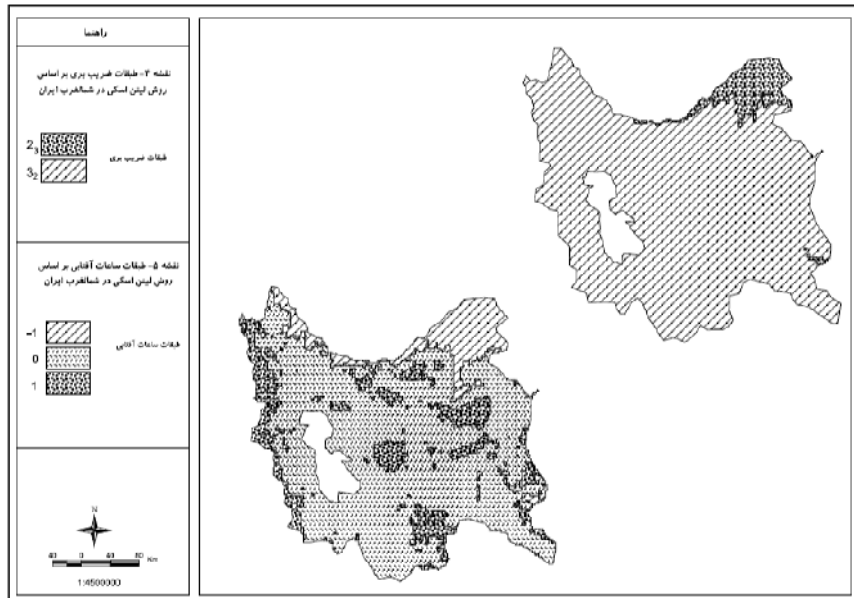 راهنما
نقشه ۴- طبقات ضریب بری بر اساس
روش لیتن اسکی در شمالغرب ایران
2₃
طبقات ضریب بری
3₂
نقشه ۵- طبقات ساعات آفتابی بر اساس
روش لیتن اسکی در شمالغرب ایران
-1
طبقات ساعات آفتابی
0
1
N
40 0 40 80 Km
1:4500000